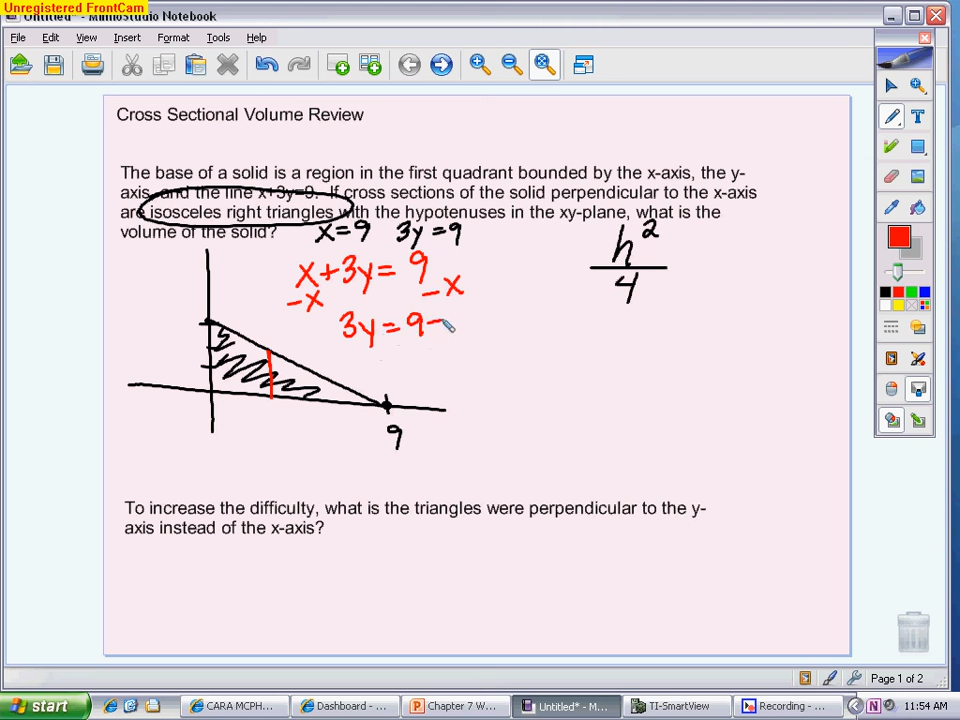 Unregistered FrontCam
Untitled* - MimioStudio Notebook
File Edit View Insert Format Tools Help
Cross Sectional Volume Review
The base of a solid is a region in the first quadrant bounded by the x-axis, the y-
axis, and the line x+3y=9. If cross sections of the solid perpendicular to the x-axis
are isosceles right triangles with the hypotenuses in the xy-plane, what is the
volume of the solid?
x=9 3y=9
h²
4
x+3y= 9
-x -x
3y=9-
9
To increase the difficulty, what is the triangles were perpendicular to the y-
axis instead of the x-axis?
T
Page 1 of 2
start CARA MCPH... Dashboard - ... Chapter 7 W... Untitled* - M... TI-SmartView Recording - ... N 11:54 AM